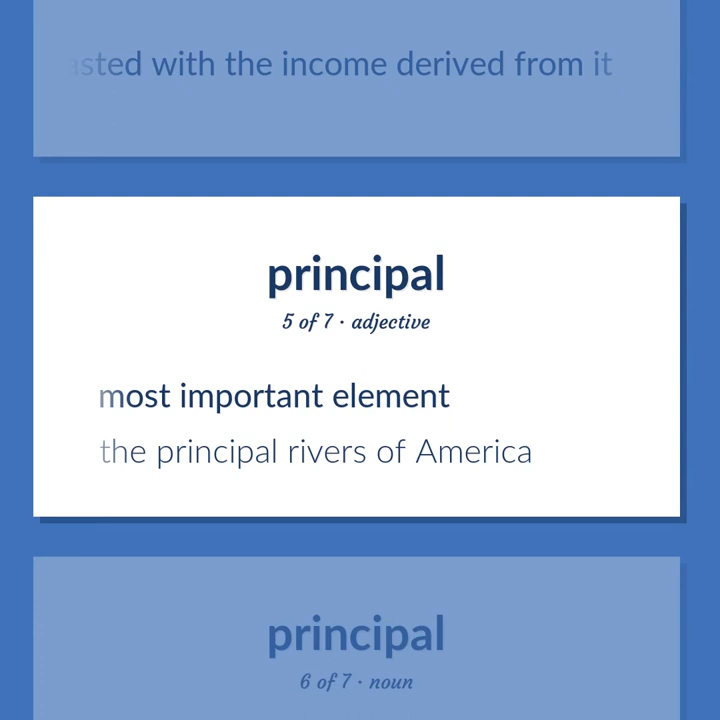 with the income derived from it
principal
5 of 7 · adjective
most important element
the principal rivers of America
principal
6 of 7 · noun